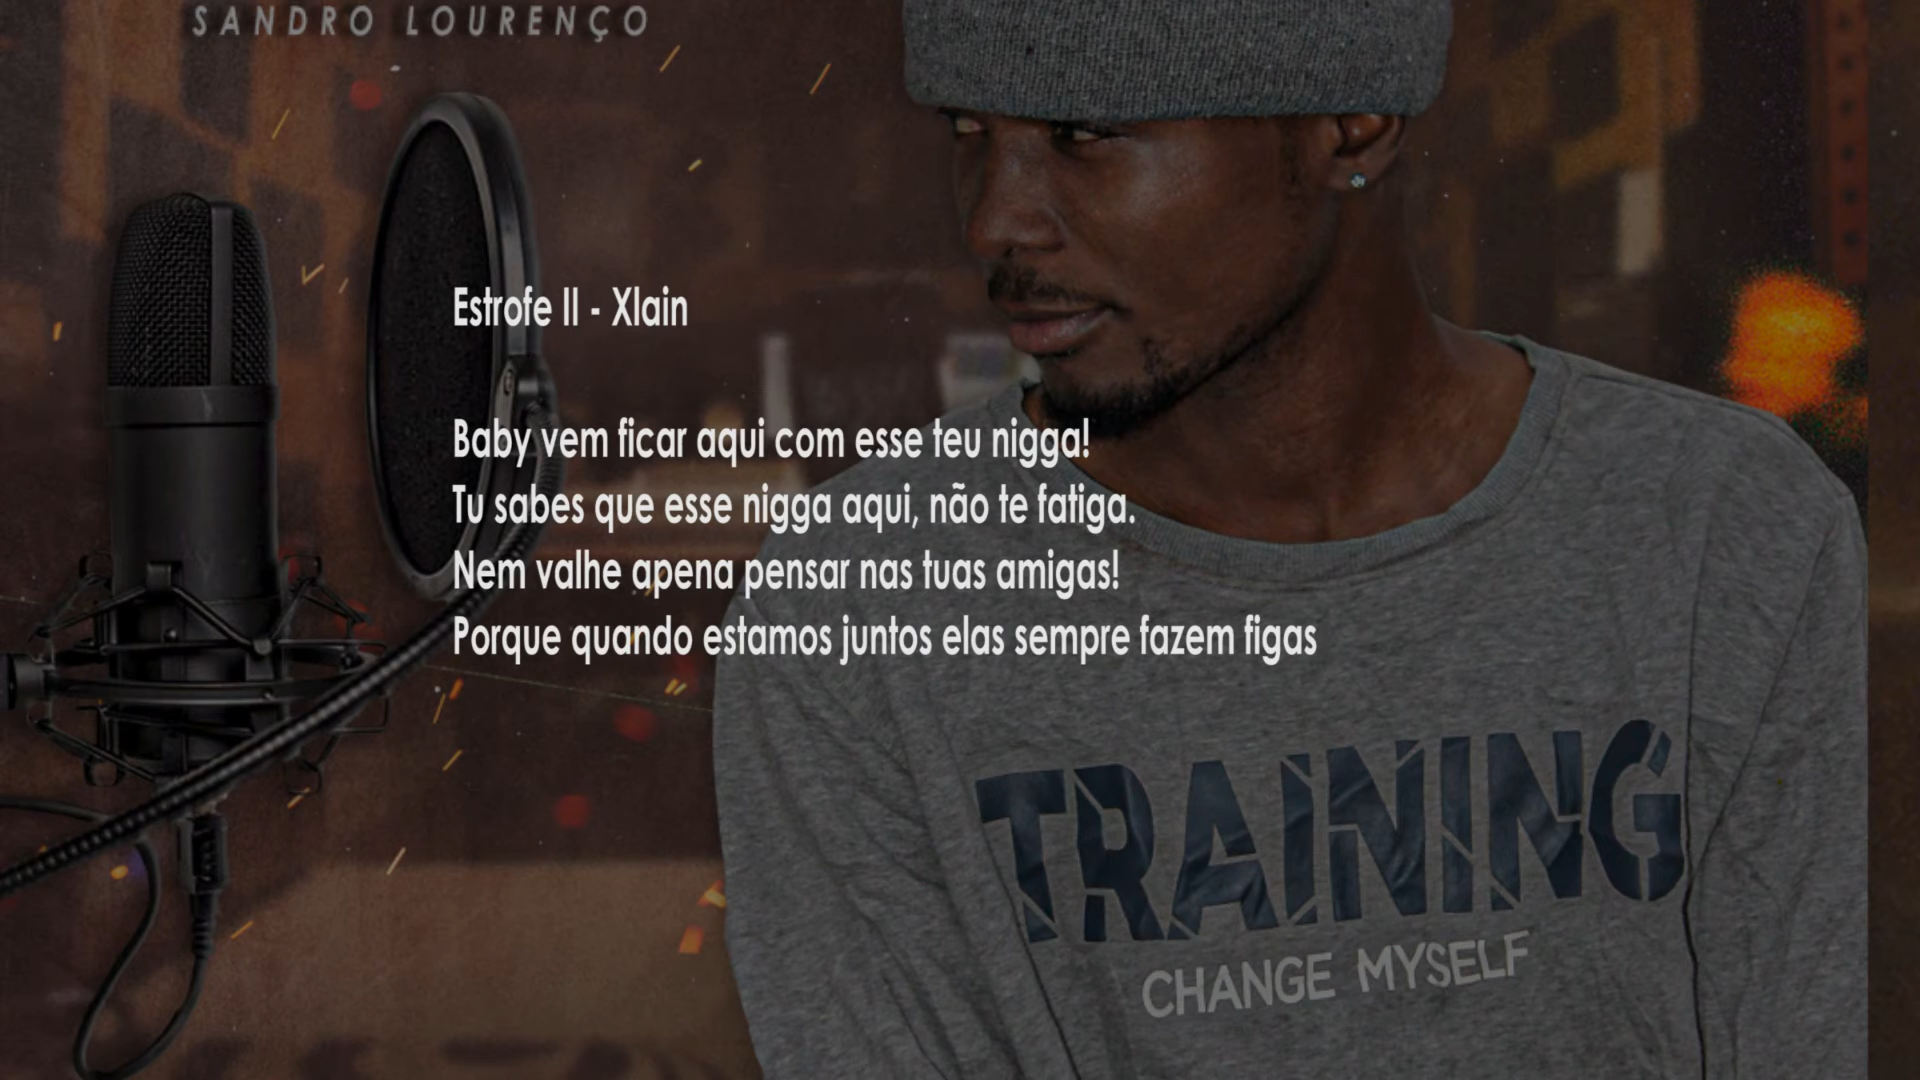 SANDRO LOURENÇO
Estrofe II - Xlain
Baby vem ficar aqui com esse teu nigga!
Tu sabes que esse nigga aqui, não te fatiga.
Nem valhe apena pensar nas tuas amigas!
Porque quando estamos juntos elas sempre fazem figas
TRAINING
CHANGE MYSELF